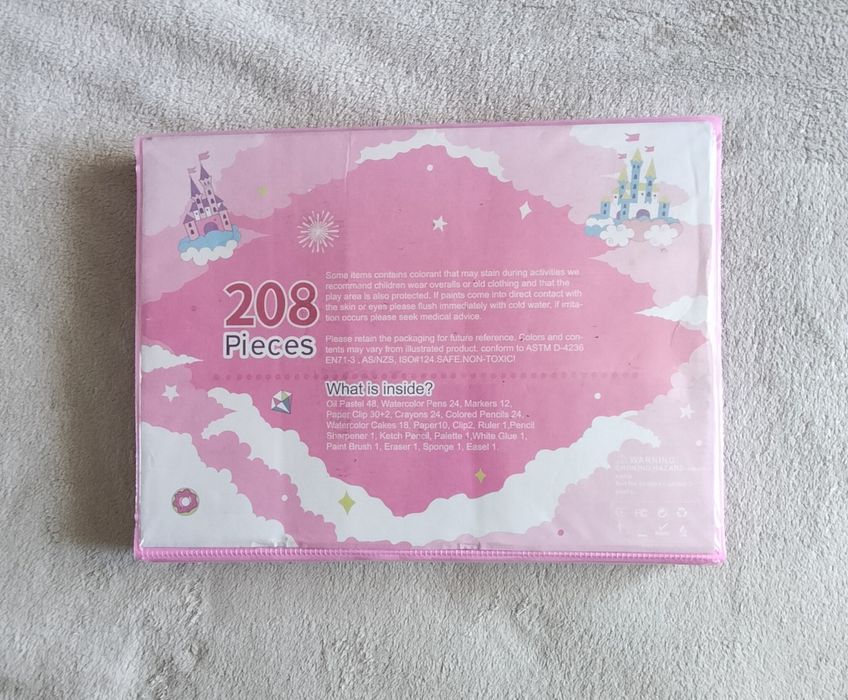 208
Pieces
Some items contains colorant that may stain during activities we
recommend children wear overalls or old clothing and that the
play area is also protected. If paints come into direct contact with
the skin or eyes please flush immediately with cold water, if irrita-
tion occurs please seek medical advice.
Please retain the packaging for future reference. Colors and con-
tents may vary from illustrated product. conform to ASTM D-4236
EN71-3 . AS/NZS, ISO#124.SAFE.NON-TOXIC!
What is inside?
Oil Pastel 48, Watercolor Pens 24, Markers 12,
Paper Clip 30+2, Crayons 24, Colored Pencils 24,
Watercolor Cakes 18, Paper10, Clip2, Ruler 1,Pencil
Sharpener 1, Ketch Pencil, Palette 1,White Glue 1,
Paint Brush 1, Eraser 1, Sponge 1, Easel 1.
WARNING
CHOKING HAZARD